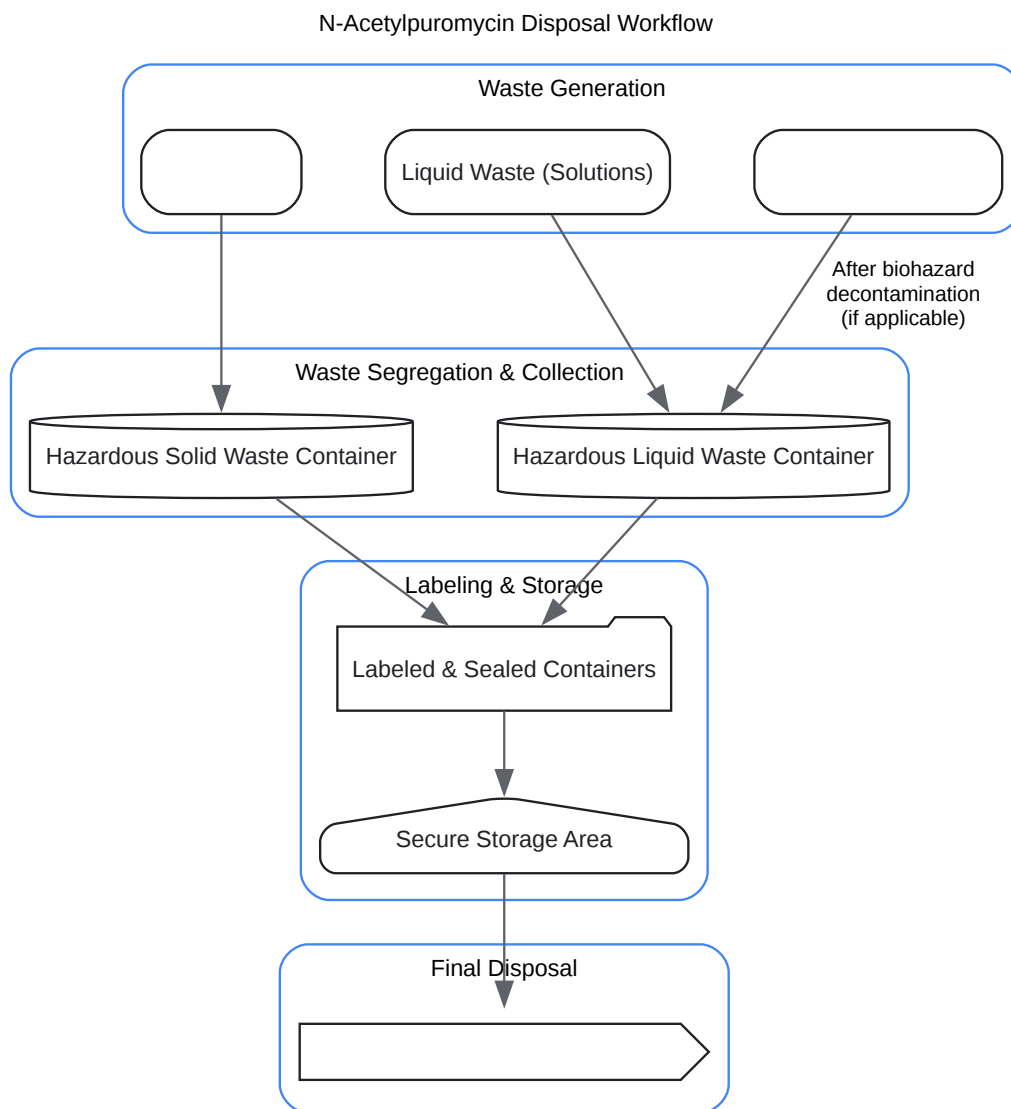 N-Acetylpuromycin Disposal Workflow
Waste Generation
Liquid Waste (Solutions)
After biohazard
decontamination
(if applicable)
Waste Segregation & Collection
Hazardous Solid Waste Container
Hazardous Liquid Waste Container
Labeling & Storage
Labeled & Sealed Containers
Secure Storage Area
Final Disposal